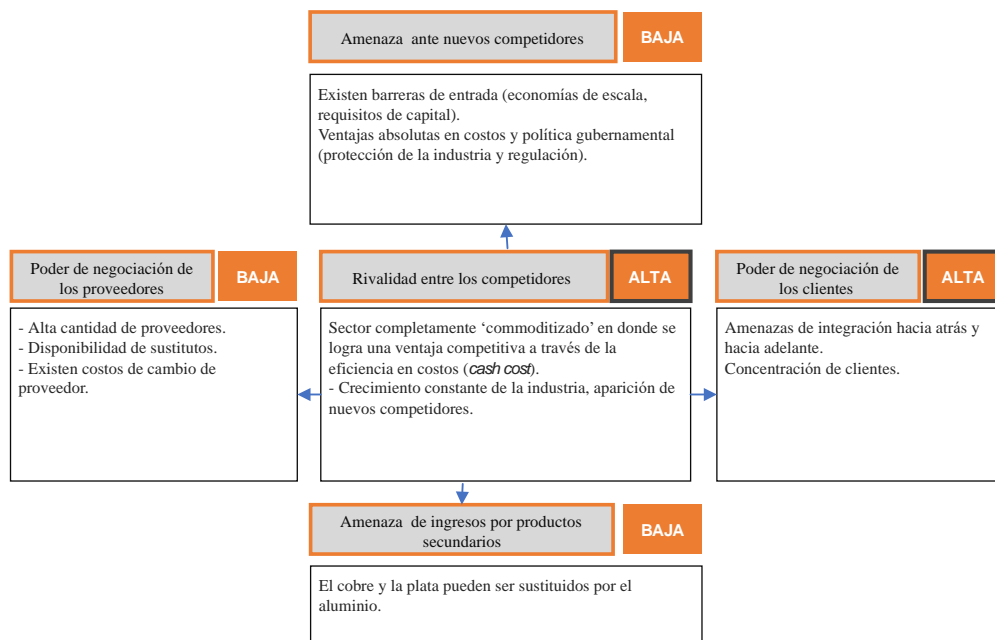 Amenaza ante nuevos competidores
BAJA
Existen barreras de entrada (economías de escala,
requisitos de capital).
Ventajas absolutas en costos y política gubernamental
(protección de la industria y regulación).
Poder de negociación de
los proveedores
BAJA
- Alta cantidad de proveedores.
- Disponibilidad de sustitutos.
- Existen costos de cambio de
proveedor.
Rivalidad entre los competidores
ALTA
Sector completamente ‘commoditizado’ en donde se
logra una ventaja competitiva a través de la
eficiencia en costos (cash cost).
- Crecimiento constante de la industria, aparición de
nuevos competidores.
Poder de negociación de
los clientes
ALTA
Amenazas de integración hacia atrás y
hacia adelante.
Concentración de clientes.
Amenaza de ingresos por productos
secundarios
BAJA
El cobre y la plata pueden ser sustituidos por el
aluminio.